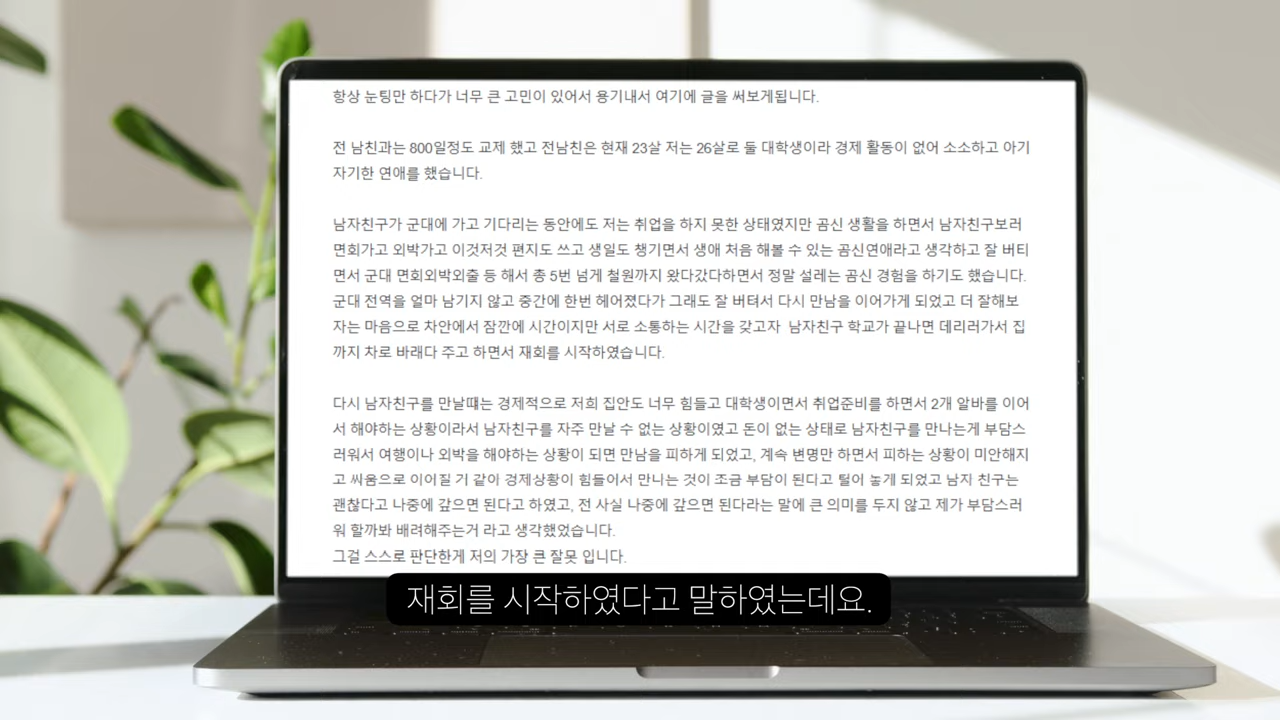 항상 눈팅만 하다가 너무 큰 고민이 있어서 용기내서 여기에 글을 써보게됩니다.
전 남친과는 800일정도 교제 했고 전남친은 현재 23살 저는 26살로 둘 대학생이라 경제 활동이 없어 소소하고 아기
자기한 연애를 했습니다.
남자친구가 군대에 가고 기다리는 동안에도 저는 취업을 하지 못한 상태였지만 곰신 생활을 하면서 남자친구보러
면회가고 외박가고 이것저것 편지도 쓰고 생일도 챙기면서 생애 처음 해볼 수 있는 곰신연애라고 생각하고 잘 버티
면서 군대 면회외박외출 등 해서 총 5번 넘게 철원까지 왔다갔다하면서 정말 설레는 곰신 경험을 하기도 했습니다.
군대 전역을 얼마 남기지 않고 중간에 한번 헤어졌다가 그래도 잘 버텨서 다시 만남을 이어가게 되었고 더 잘해보
자는 마음으로 차안에서 잠깐에 시간이지만 서로 소통하는 시간을 갖고자 남자친구 학교가 끝나면 데리러가서 집
까지 차로 바래다 주고 하면서 재회를 시작하였습니다.
다시 남자친구를 만날떄는 경제적으로 저희 집안도 너무 힘들고 대학생이면서 취업준비를 하면서 2개 알바를 이어
서 해야하는 상황이라서 남자친구를 자주 만날 수 없는 상황이였고 돈이 없는 상태로 남자친구를 만나는게 부담스
러워서 여행이나 외박을 해야하는 상황이 되면 만남을 피하게 되었고, 계속 변명만 하면서 피하는 상황이 미안해지
고 싸움으로 이어질 거 같아 경제상황이 힘들어서 만나는 것이 조금 부담이 된다고 털어 놓게 되었고 남자 친구는
괜찮다고 나중에 갚으면 된다고 하였고, 전 사실 나중에 갚으면 된다라는 말에 큰 의미를 두지 않고 제가 부담스러
워 할까봐 배려해주는거 라고 생각했었습니다.
그걸 스스로 판단한게 저의 가장 큰 잘못 입니다.
재회를 시작하였다고 말하였는데요.